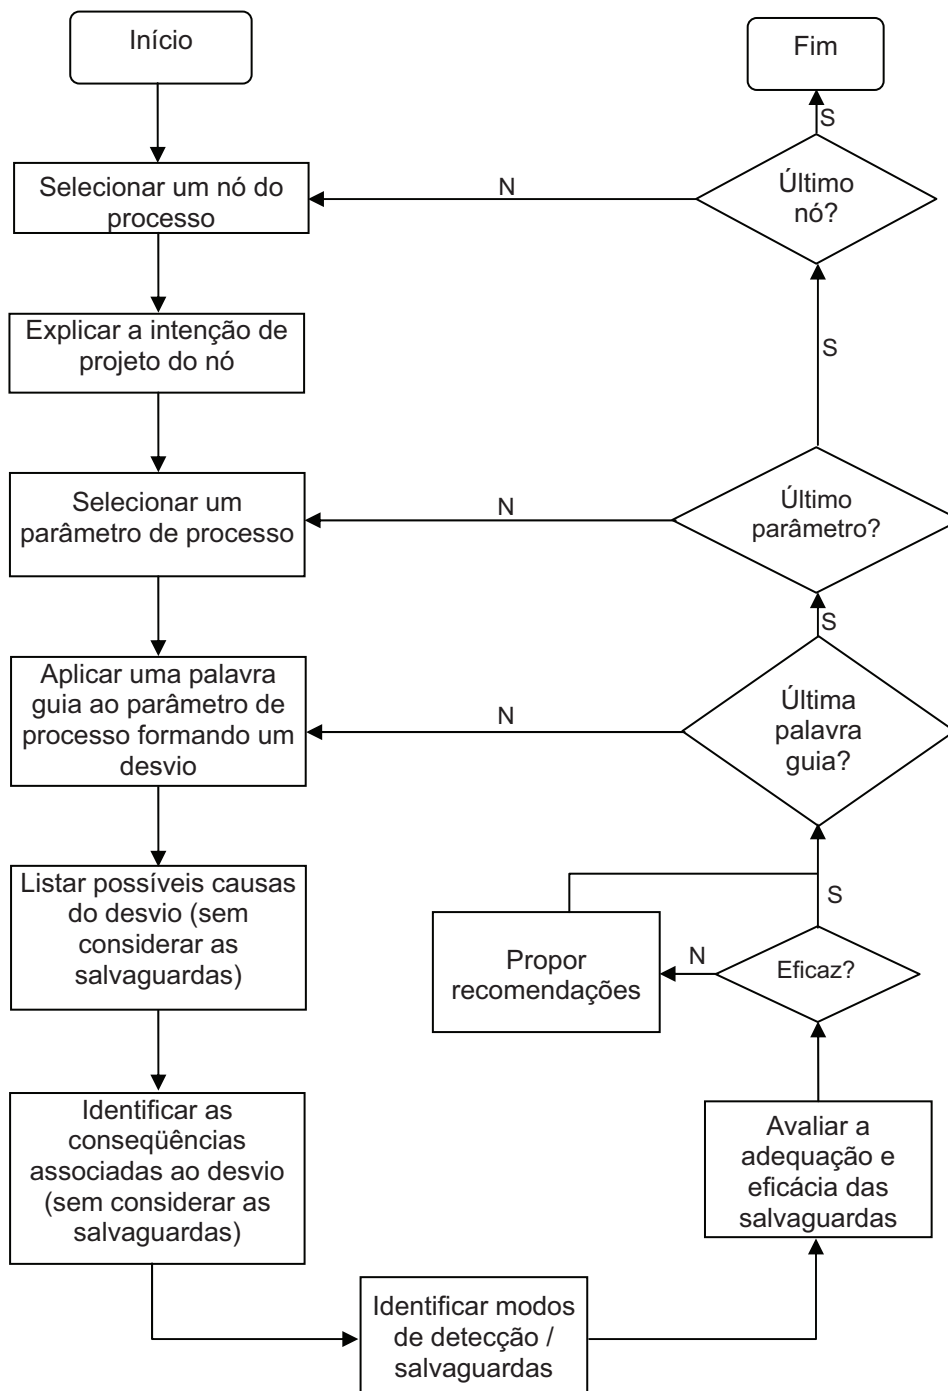 Início
Fim
S
Selecionar um nó do
processo
N
Último
nó?
Explicar a intenção de
projeto do nó
S
Selecionar um
parâmetro de processo
N
Último
parâmetro?
S
Aplicar uma palavra
guia ao parâmetro de
processo formando um
desvio
N
Última
palavra
guia?
Listar possíveis causas
do desvio (sem
considerar as
salvaguardas)
S
Propor
recomendações
N
Eficaz?
Identificar as
conseqüências
associadas ao desvio
(sem considerar as
salvaguardas)
Avaliar a
adequação e
eficácia das
salvaguardas
Identificar modos
de detecção /
salvaguardas